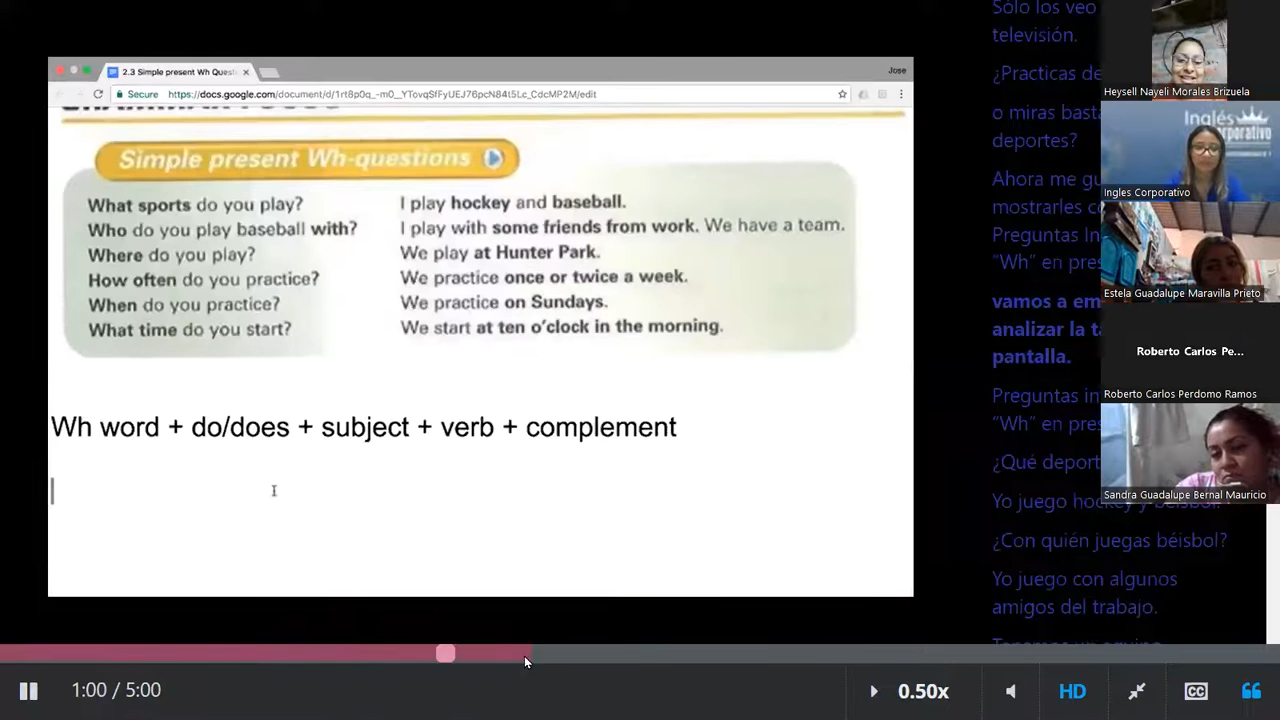 2.3 Simple present Wh Questi
Jose
Secure
https://docs.google.com/document/d/1rt8p0q_-m0__YTovqSfFyUEJ76pcN84t5Lc_CdcMP2M/edit
Simple present Wh-questions
What sports do you play? I play hockey and baseball.
Who do you play baseball with? I play with some friends from work. We have a team.
Where do you play? We play at Hunter Park.
How often do you practice? We practice once or twice a week.
When do you practice? We practice on Sundays.
What time do you start? We start at ten o'clock in the morning.
Wh word + do/does + subject + verb + complement
Sólo los veo
televisión.
¿Practicas de
o miras basta
deportes?
Ahora me gu
mostrarles c
Preguntas In
"Wh" en pres
vamos a em
analizar la ta
pantalla.
Preguntas in
"Wh" en pres
¿Qué deport
Yo juego hockey y béisbol.
¿Con quién juegas béisbol?
Yo juego con algunos
amigos del trabajo.
Heysell Nayeli Morales Brizuela
Inglés
Corporativo
Ingles Corporativo
Estela Guadalupe Maravilla Prieto
Roberto Carlos Pe...
Roberto Carlos Perdomo Ramos
Sandra Guadalupe Bernal Mauricio
1:00 / 5:00
0.50x
HD
CC